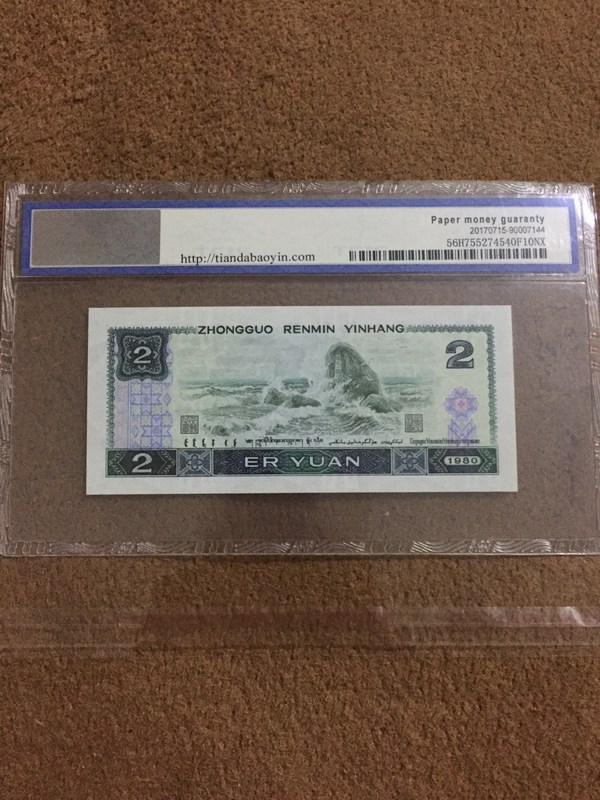 Paper money guaranty
20170715-90007144
56H755274540F10NX
http://tiandabaoyin.com
ZHONGGUO RENMIN YINHANG
2
2
2
ER YUAN
1980